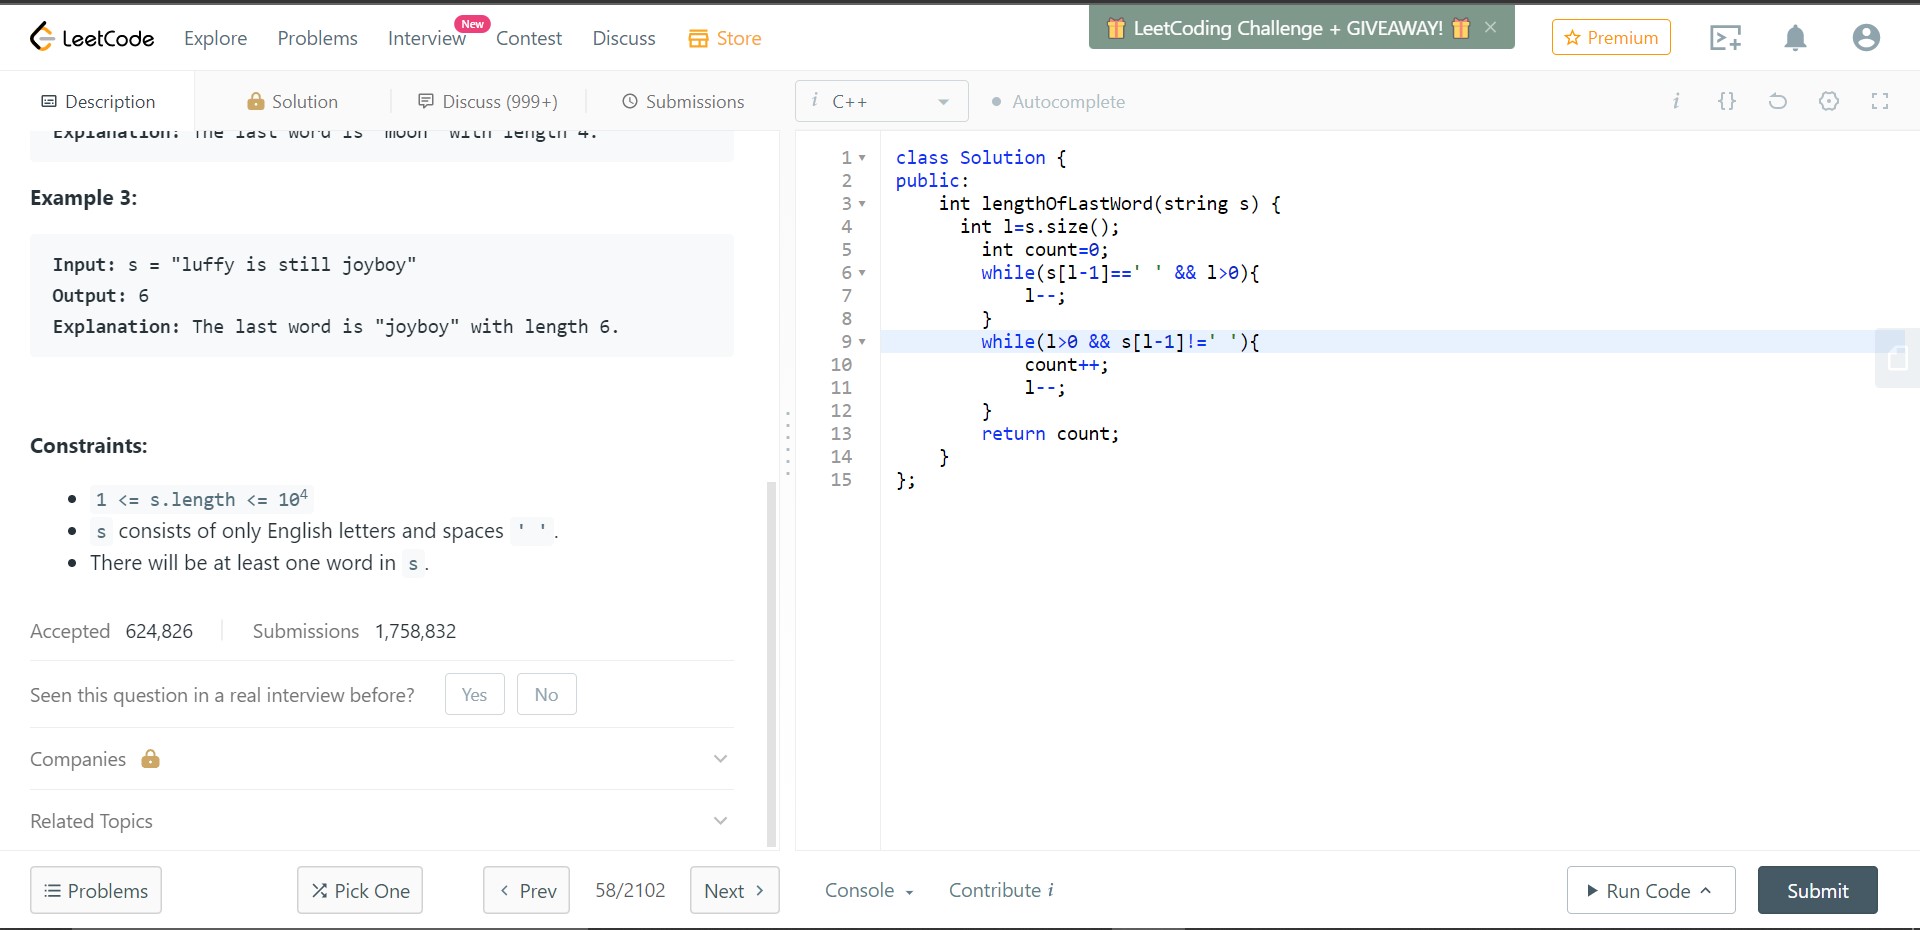 LeetCode Explore Problems Interview New Contest Discuss Store LeetCoding Challenge + GIVEAWAY! × Premium
Description Solution Discuss (999+) Submissions
Explanation: The last word is "moon" with length 4.
Example 3:
Input: s = "luffy is still joyboy"
Output: 6
Explanation: The last word is "joyboy" with length 6.
Constraints:
1 <= s.length <= 10⁴
s consists of only English letters and spaces ' '.
There will be at least one word in s.
Accepted 624,826 Submissions 1,758,832
Seen this question in a real interview before? Yes No
Companies
Related Topics
Problems Pick One Prev 58/2102 Next
i C++ Autocomplete i {}
1 class Solution {
2 public:
3 int lengthOfLastWord(string s) {
4 int l=s.size();
5 int count=0;
6 while(s[l-1]==' ' && l>0){
7 l--;
8 }
9 while(l>0 && s[l-1]!=' '){
10 count++;
11 l--;
12 }
13 return count;
14 }
15 };
Console Contribute i Run Code Submit